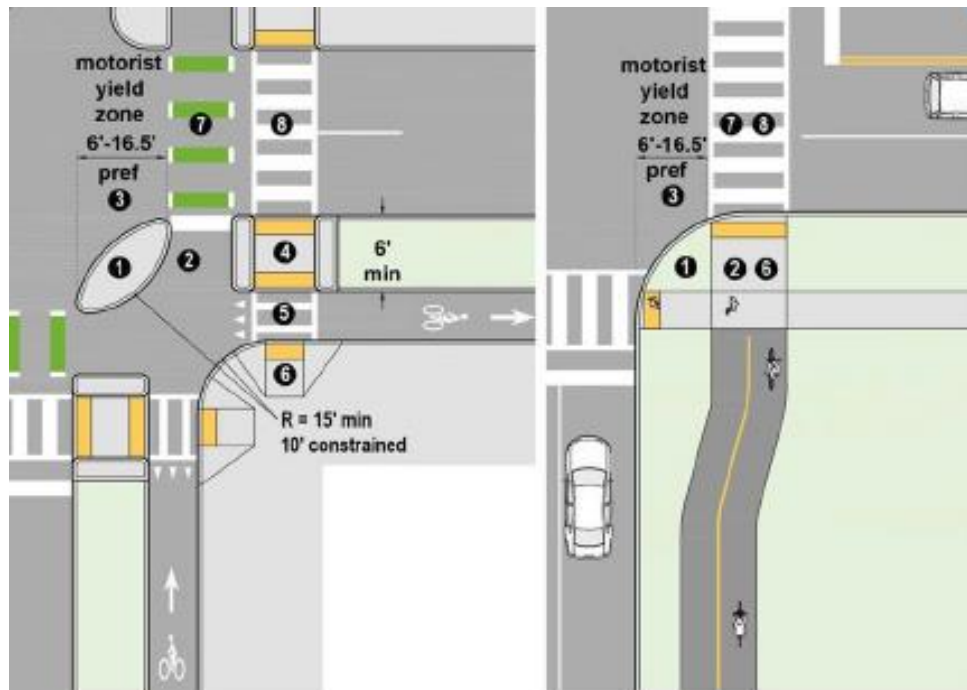 motorist
yield
zone
6'-16.5'
pref
3
7
8
1
2
4
6'
min
5
6
R = 15' min
10' constrained
motorist
yield
zone
6'-16.5'
pref
3
7 8
1
2 6